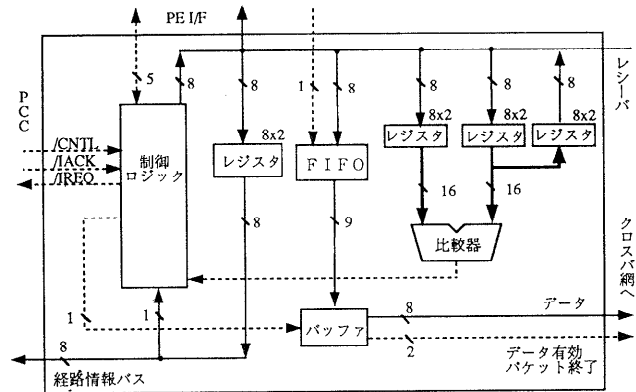 PE I/F
5
8
8
1
8
8
8
8
レシーバ
PCC
8x2
8x2
8x2
8x2
/CNTL
/IACK
/IREQ
制御
ロジック
レジスタ
FIFO
レジスタ
レジスタ
レジスタ
16
16
8
9
比較器
クロスバ網へ
1
1
バッファ
8
データ
2
データ有効
パケット終了
8
経路情報バス